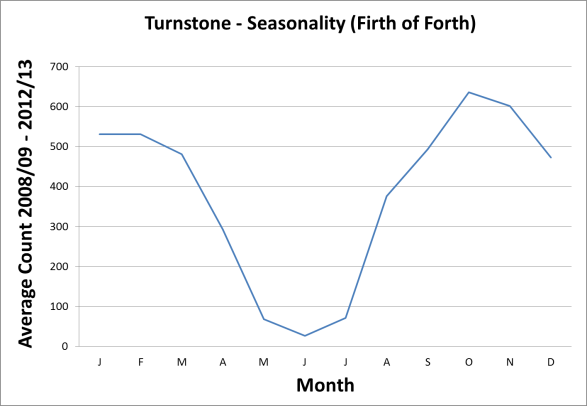 Turnstone - Seasonality (Firth of Forth)
Average Count 2008/09 - 2012/13
700
600
500
400
300
200
100
0
J F M A M J J A S O N D
Month